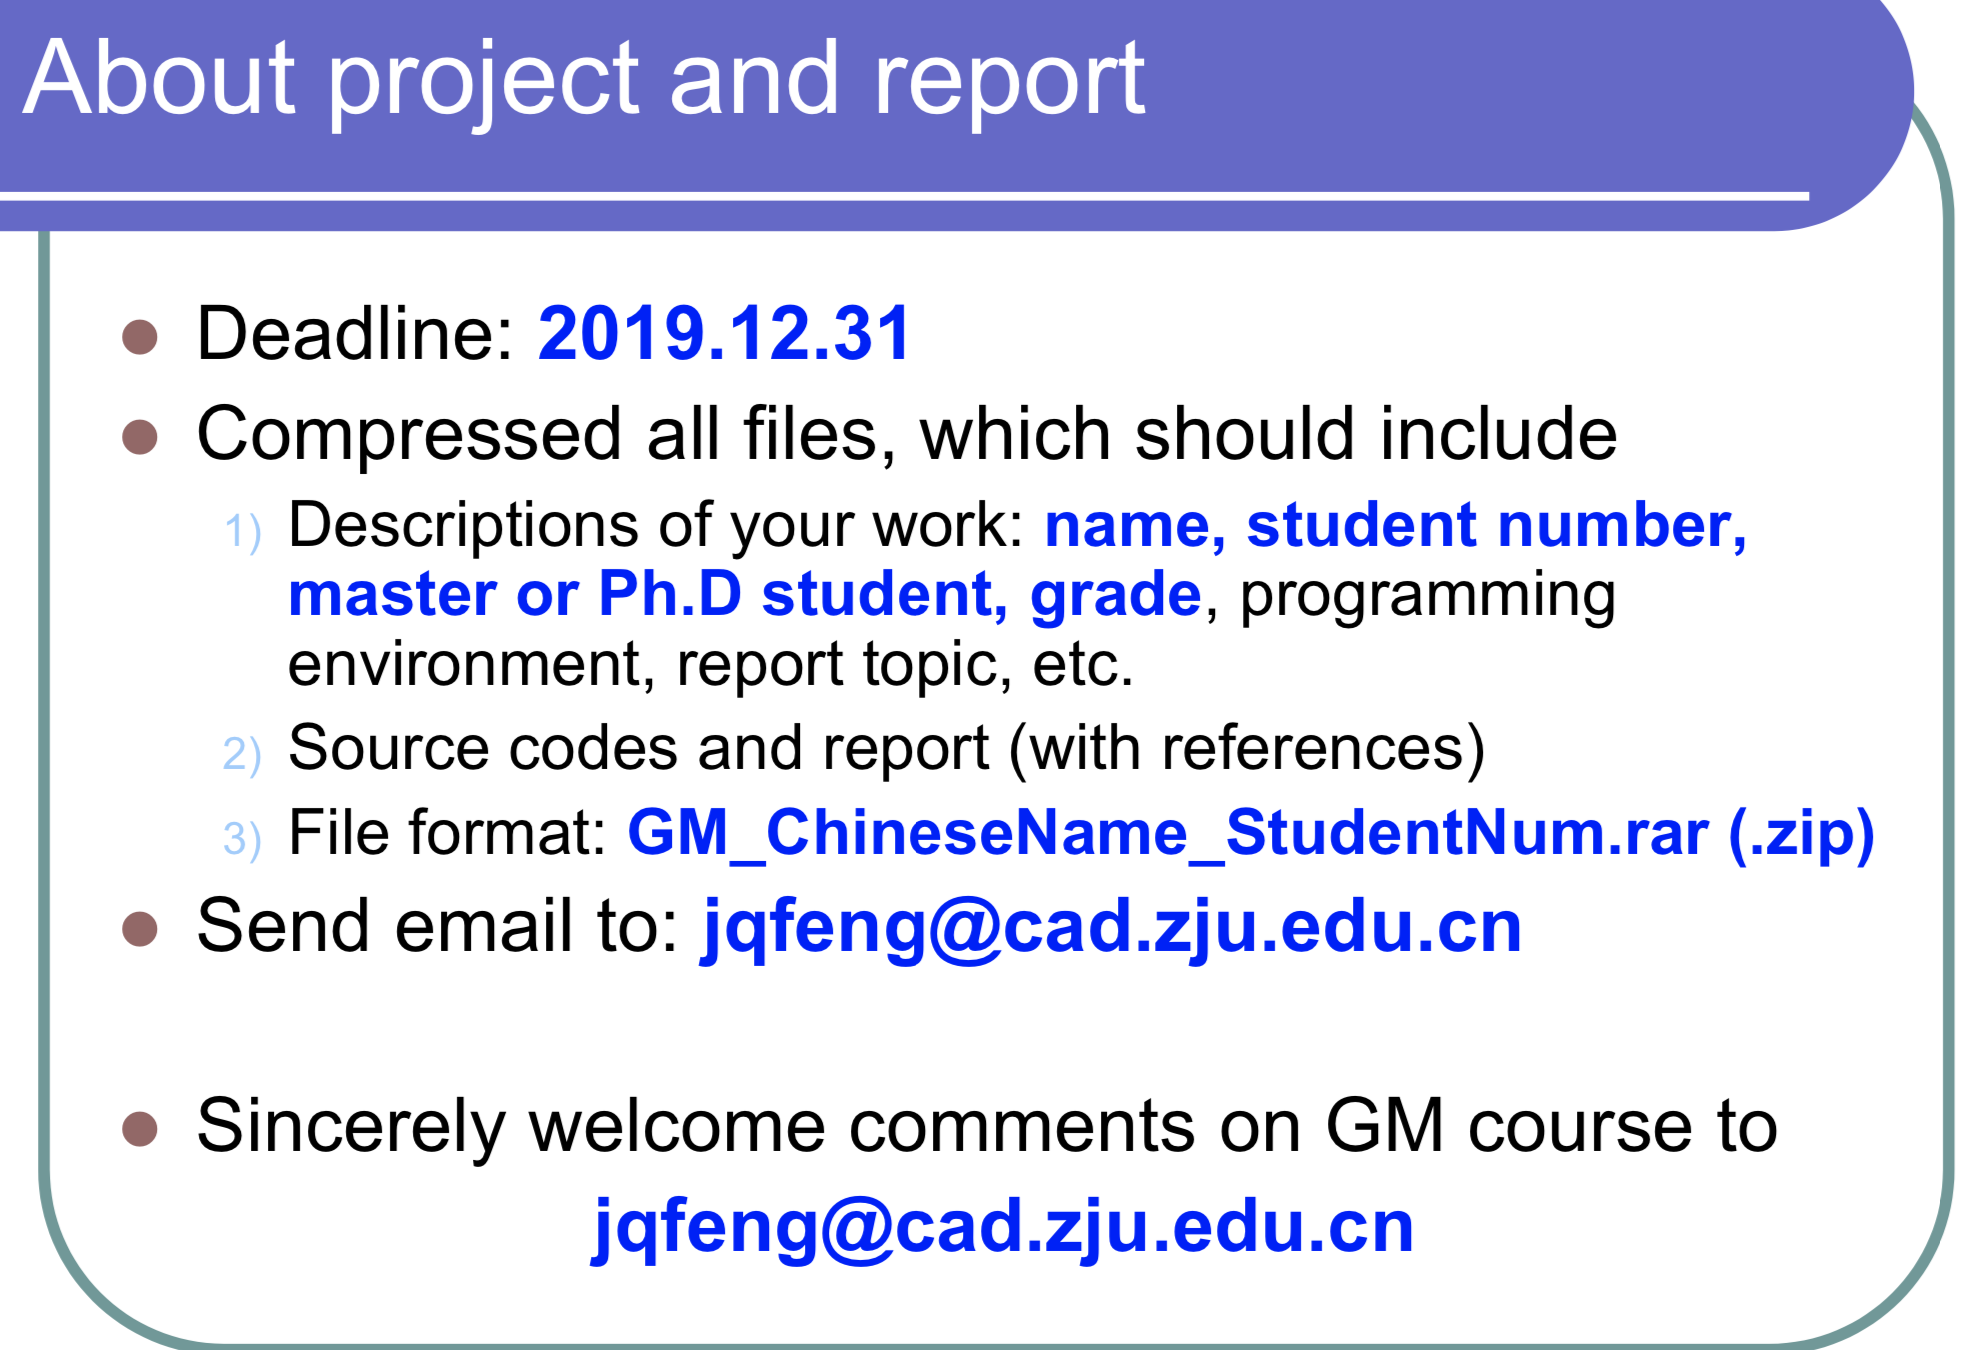 About project and report
● Deadline: 2019.12.31
● Compressed all files, which should include
1) Descriptions of your work: name, student number,
master or Ph.D student, grade, programming
environment, report topic, etc.
2) Source codes and report (with references)
3) File format: GM_ChineseName_StudentNum.rar (.zip)
● Send email to: jqfeng@cad.zju.edu.cn
● Sincerely welcome comments on GM course to
jqfeng@cad.zju.edu.cn